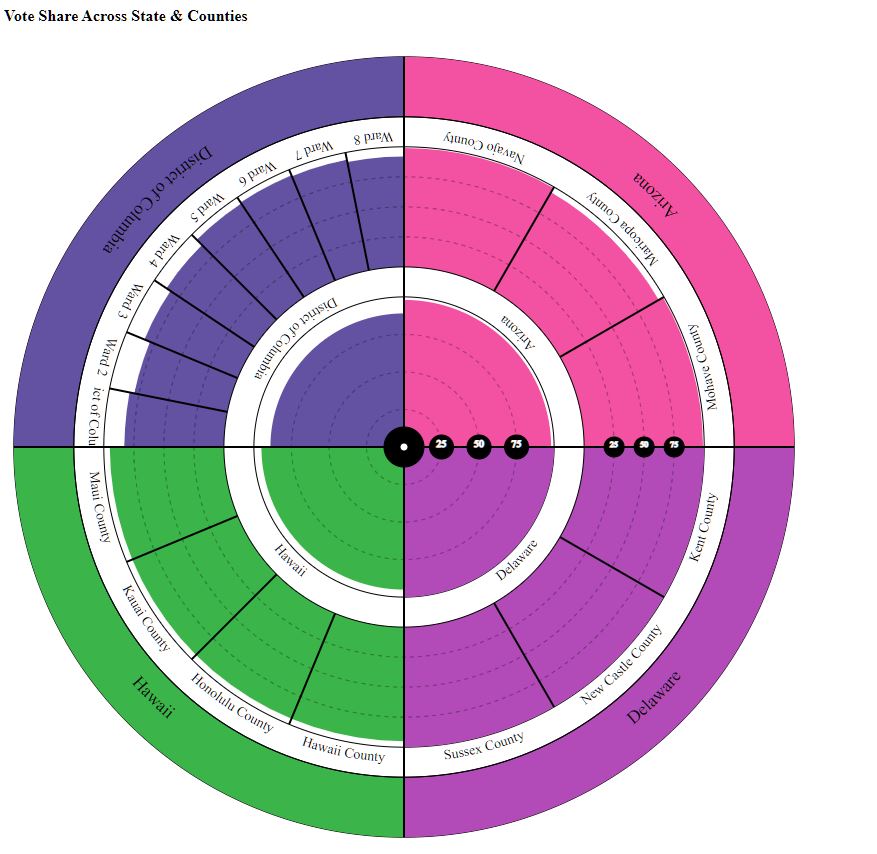 Vote Share Across State & Counties
District of Columbia
Arizona
Ward 8
Ward 7
Ward 6
Ward 5
Ward 4
Ward 3
Ward 2
ict of Colu
Navajo County
Maricopa County
Mohave County
District of Columbia
Arizona
25
50
75
25
50
75
Hawaii
Delaware
Maui County
Kauai County
Honolulu County
Hawaii County
Kent County
New Castle County
Sussex County
Hawaii
Delaware